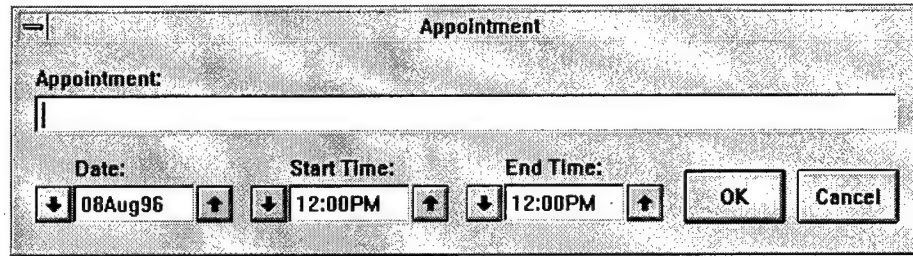 Appointment
Appointment:
Date: Start Time: End Time:
08Aug96 12:00PM 12:00PM OK Cancel